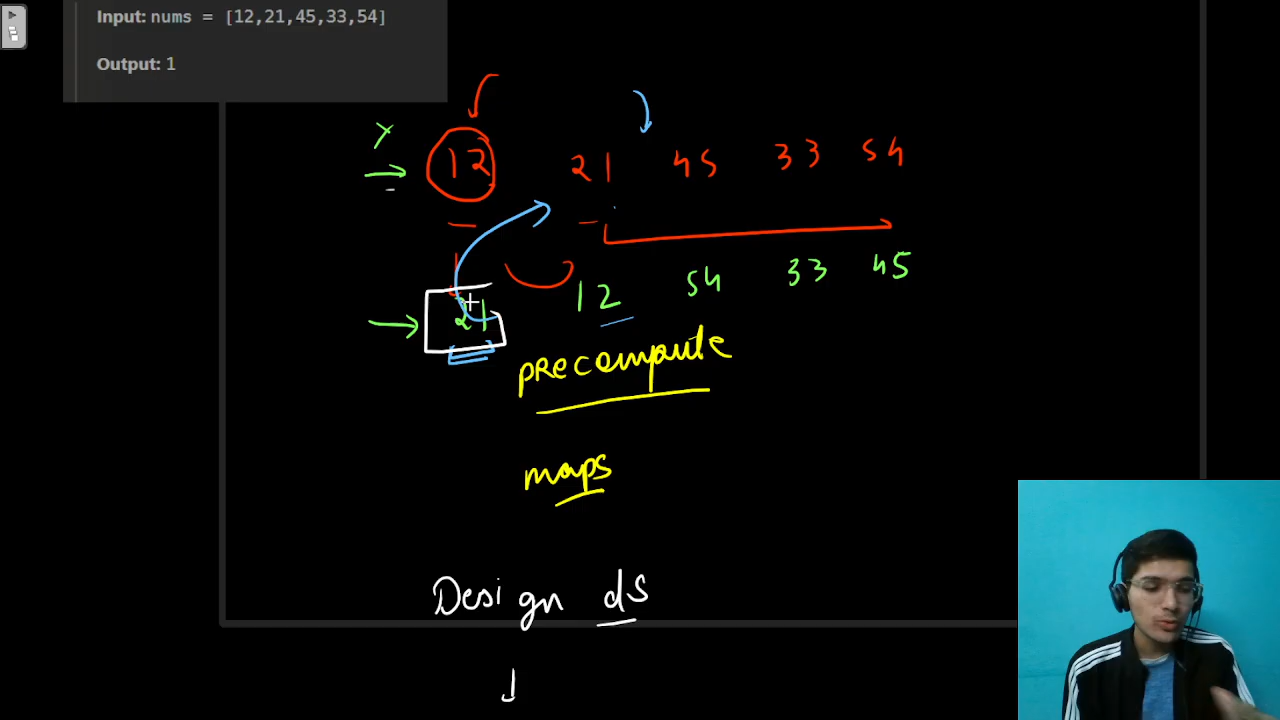 Input: nums = [12,21,45,33,54]
Output: 1
12 21 45 33 54
21 12 54 33 45
precompute
maps
Design ds